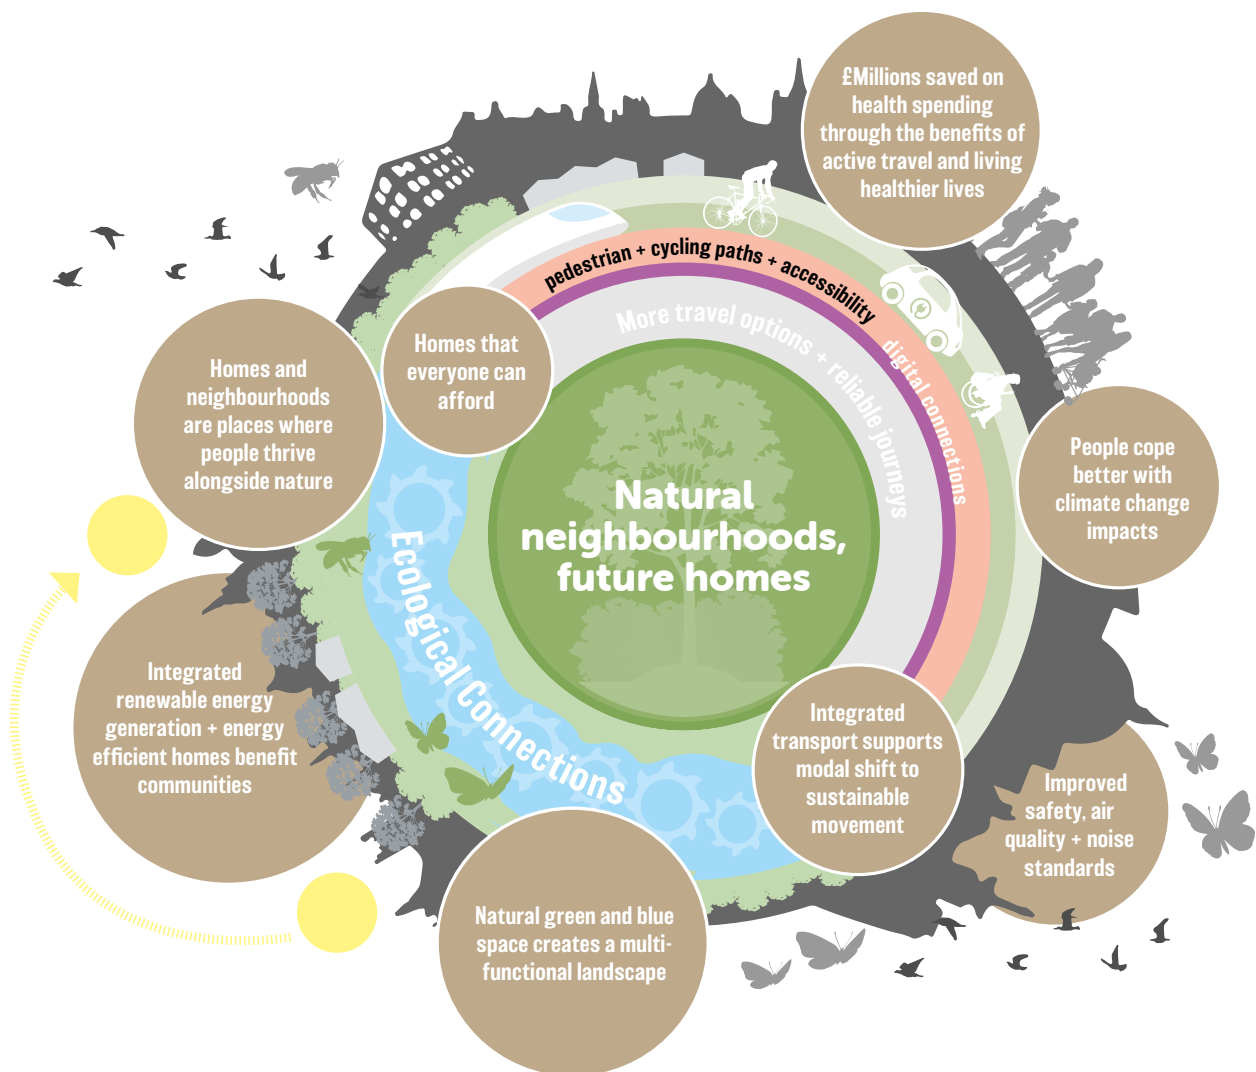 £Millions saved on
health spending
through the benefits of
active travel and living
healthier lives
pedestrian + cycling paths + accessibility
digital connections
More travel options + reliable journeys
Homes that
everyone can
afford
Homes and
neighbourhoods
are places where
people thrive
alongside nature
People cope
better with
climate change
impacts
Natural
neighbourhoods,
future homes
Ecological Connections
Integrated
renewable energy
generation + energy
efficient homes benefit
communities
Integrated
transport supports
modal shift to
sustainable
movement
Improved
safety, air
quality + noise
standards
Natural green and blue
space creates a multi-
functional landscape